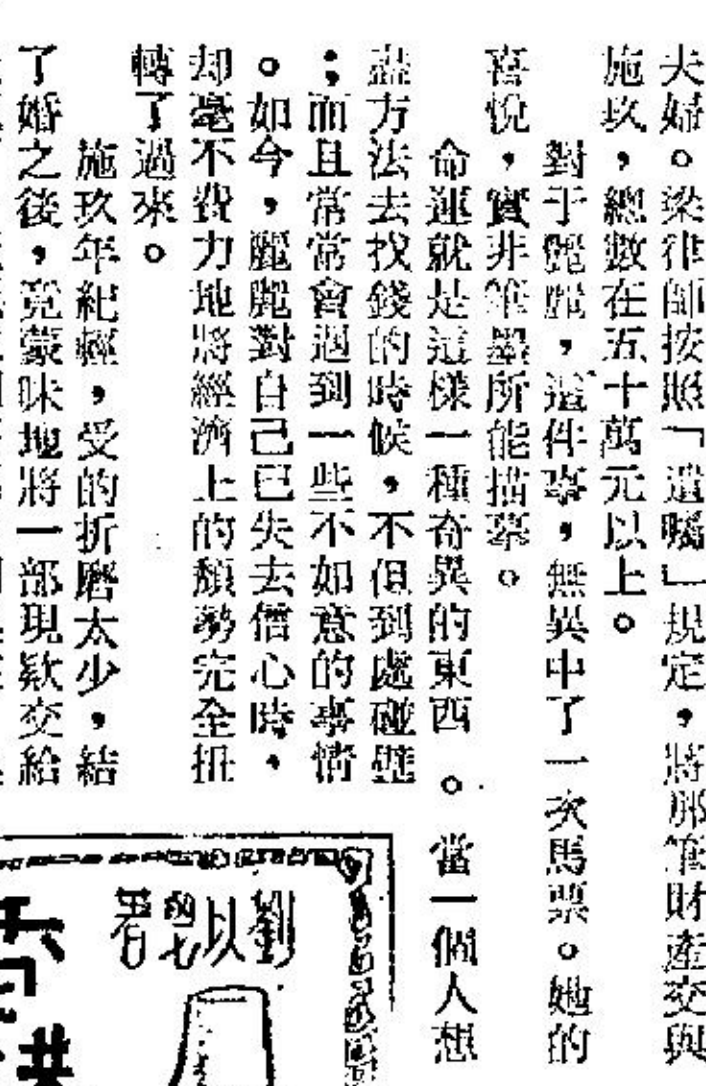 夫婦。梁律師按照「遺囑」規定，將那筆財產交與
施玖，總數在五十萬元以上。
對于麗麗，這件事，無異中了一次馬票。她的
喜悅，實非筆墨所能描摹。
命運就是這樣一種奇異的東西。當一個人想
盡方法去找錢的時候，不但到處碰壁
；而且常常會遇到一些不如意的事情
。如今，麗麗對自己已失去信心時，
却毫不費力地將經濟上的頹勢完全扭
轉了過來。
施玖年紀輕，受的折磨太少，結
了婚之後，竟蒙昧地將一部現欵交給
劉以鬯著